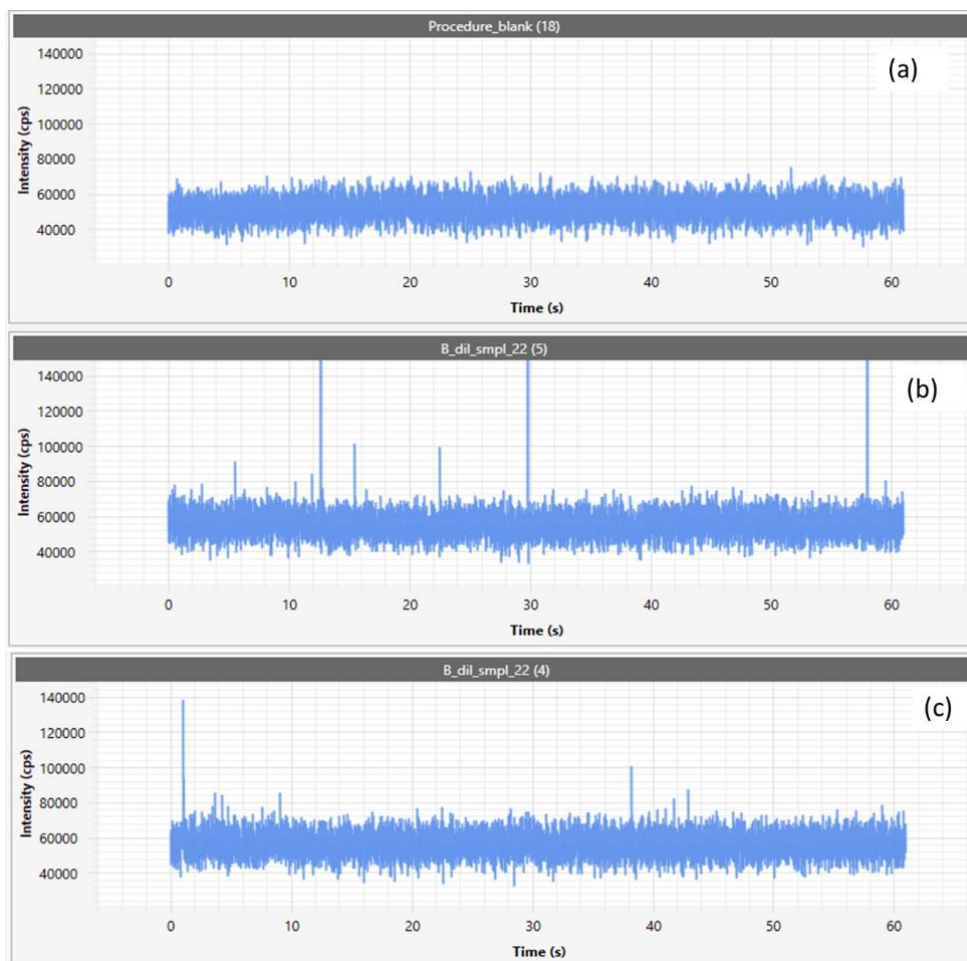 Procedure_blank (18)
(a)
140000
120000
100000
80000
60000
40000
Intensity (cps)
0 10 20 30 40 50 60
Time (s)
B_dil_smpl_22 (5)
(b)
140000
120000
100000
80000
60000
40000
Intensity (cps)
0 10 20 30 40 50 60
Time (s)
B_dil_smpl_22 (4)
(c)
140000
120000
100000
80000
60000
40000
Intensity (cps)
0 10 20 30 40 50 60
Time (s)